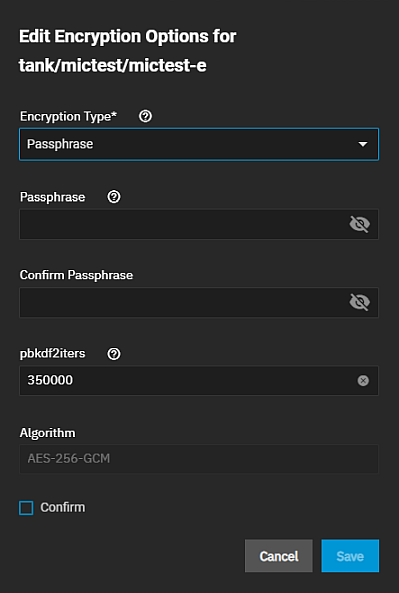 Edit Encryption Options for
tank/mictest/mictest-e
Encryption Type*
Passphrase
Passphrase
Confirm Passphrase
pbkdf2iters
350000
Algorithm
AES-256-GCM
Confirm
Cancel Save